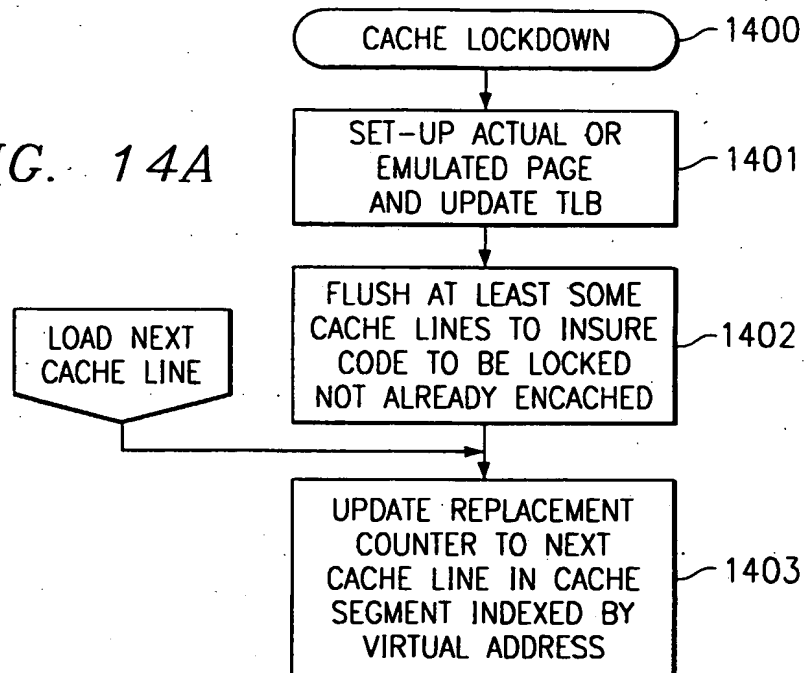 CACHE LOCKDOWN
1400
IG. 14A
SET-UP ACTUAL OR
EMULATED PAGE
AND UPDATE TLB
1401
FLUSH AT LEAST SOME
CACHE LINES TO INSURE
CODE TO BE LOCKED
NOT ALREADY ENCACHED
1402
LOAD NEXT
CACHE LINE
UPDATE REPLACEMENT
COUNTER TO NEXT
CACHE LINE IN CACHE
SEGMENT INDEXED BY
VIRTUAL ADDRESS
1403